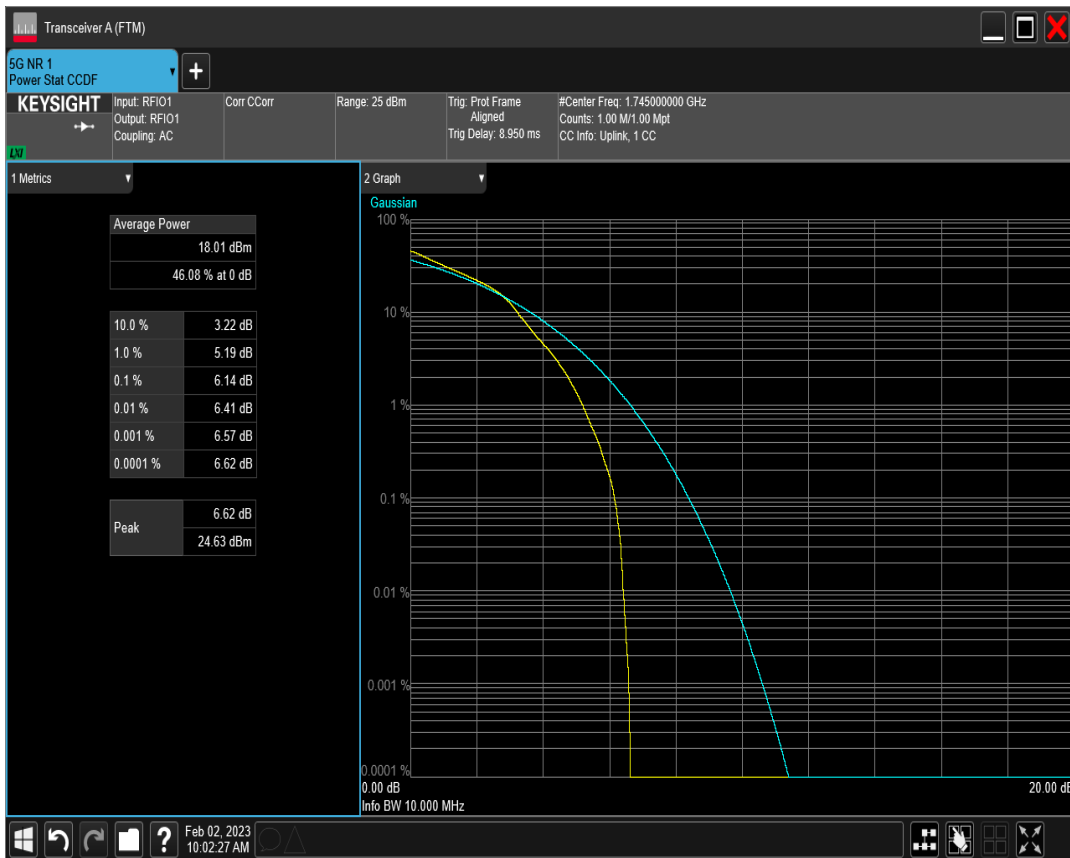 Transceiver A (FTM)
5G NR 1
Power Stat CCDF
+
KEYSIGHT
LXI
Input: RFIO1
Output: RFIO1
Coupling: AC
Corr CCorr
Range: 25 dBm
Trig: Prot Frame
Aligned
Trig Delay: 8.950 ms
#Center Freq: 1.745000000 GHz
Counts: 1.00 M/1.00 Mpt
CC Info: Uplink, 1 CC
1 Metrics
Average Power
18.01 dBm
46.08 % at 0 dB
10.0 % 3.22 dB
1.0 % 5.19 dB
0.1 % 6.14 dB
0.01 % 6.41 dB
0.001 % 6.57 dB
0.0001 % 6.62 dB
Peak 6.62 dB
24.63 dBm
2 Graph
Gaussian
100 %
10 %
1 %
0.1 %
0.01 %
0.001 %
0.0001 %
0.00 dB 20.00 dB
Info BW 10.000 MHz
?
Feb 02, 2023
10:02:27 AM